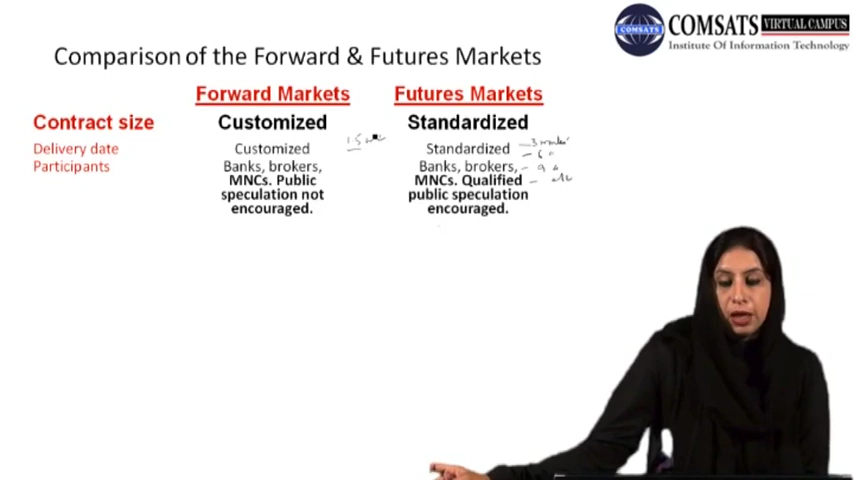 COMSATS
COMSATS VIRTUAL CAMPUS
Institute Of Information Technology
Comparison of the Forward & Futures Markets
Forward Markets Futures Markets
Contract size Customized Standardized
Delivery date Customized Standardized
Participants Banks, brokers, Banks, brokers,
MNCs. Public MNCs. Qualified
speculation not public speculation
encouraged. encouraged.